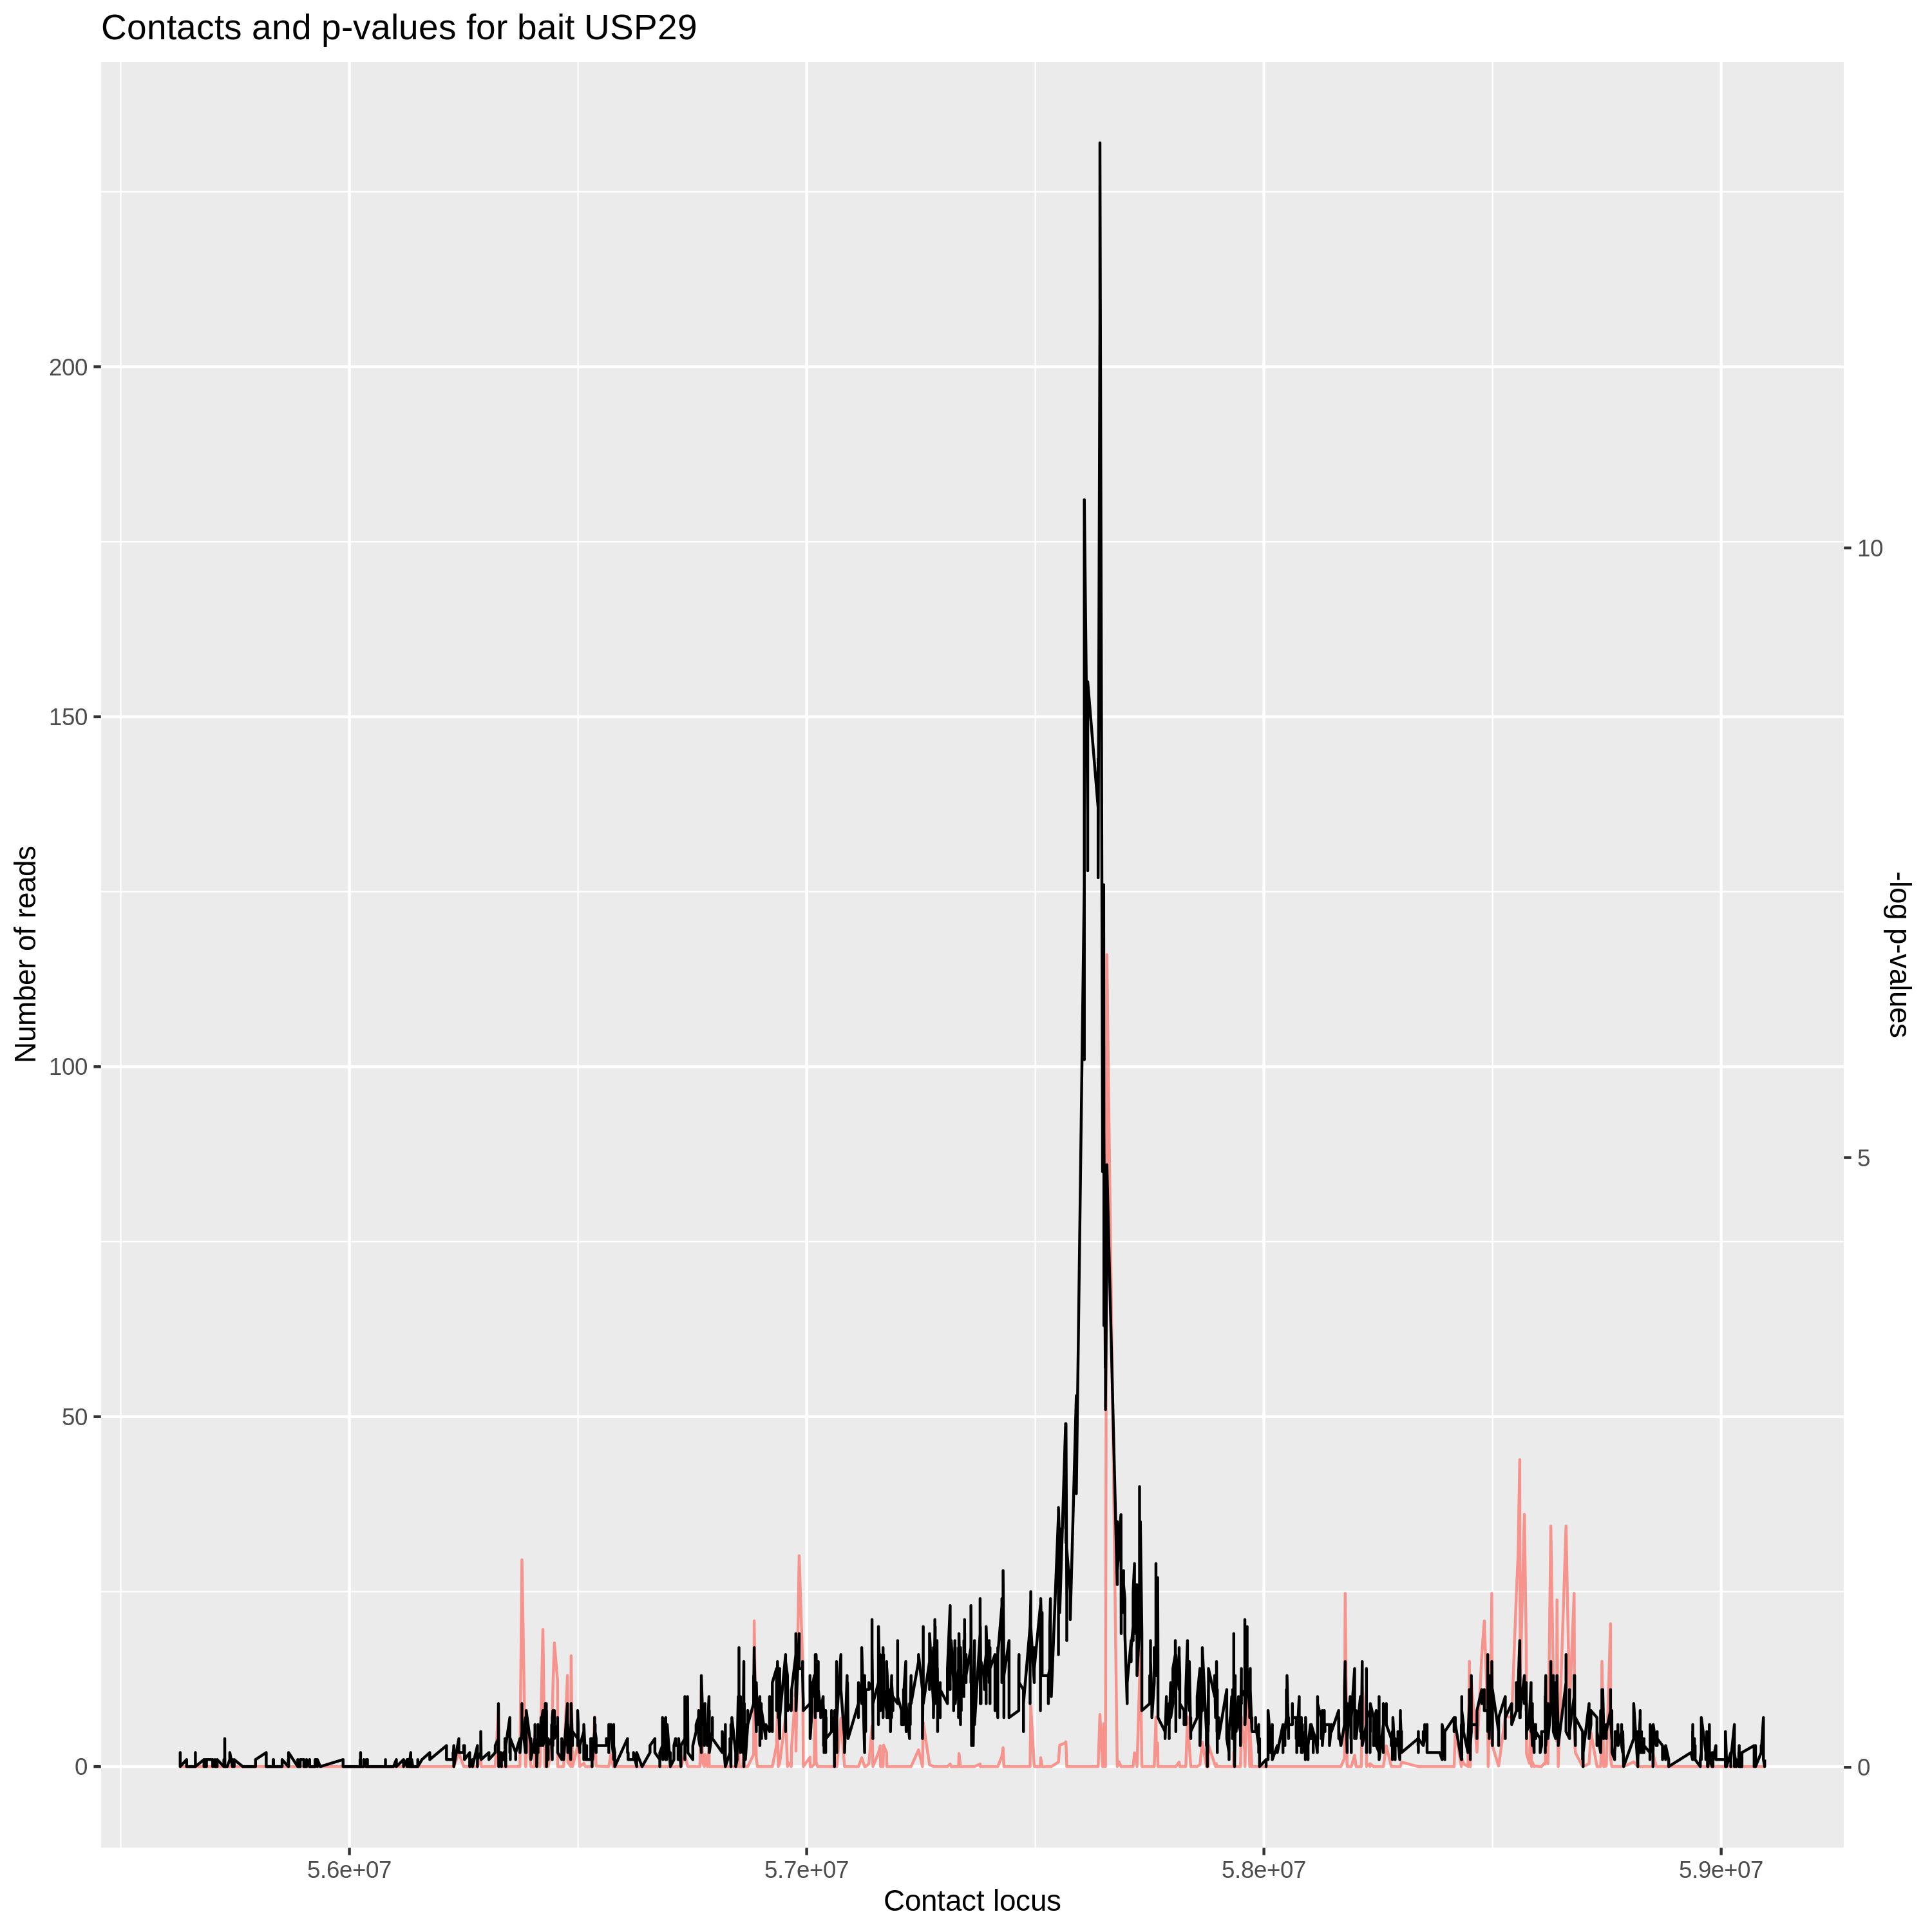 Contacts and p-values for bait USP29
Number of reads
200
150
100
50
0
10
5
0
-log p-values
5.6e+07
5.7e+07
5.8e+07
5.9e+07
Contact locus